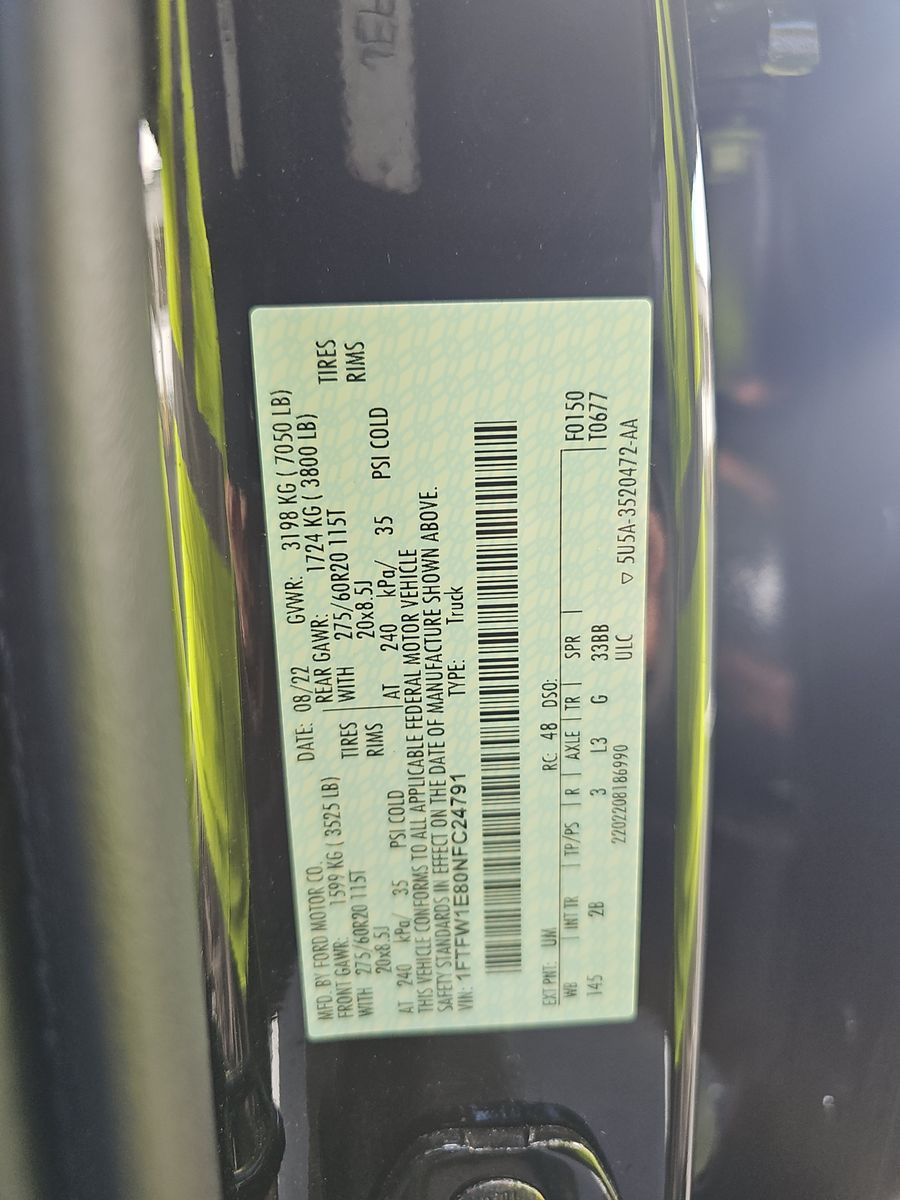 MFD. BY FORD MOTOR CO.
DATE: 08/22 GVWR: 3198 KG ( 7050 LB)
FRONT GAWR: 1599 KG ( 3525 LB) REAR GAWR: 1724 KG ( 3800 LB)
WITH 275/60R20 115T TIRES WITH 275/60R20 115T TIRES
20x8.5J RIMS 20x8.5J RIMS
AT 240 kPa/ 35 PSI COLD AT 240 kPa/ 35 PSI COLD
THIS VEHICLE CONFORMS TO ALL APPLICABLE FEDERAL MOTOR VEHICLE
SAFETY STANDARDS IN EFFECT ON THE DATE OF MANUFACTURE SHOWN ABOVE.
VIN: 1FTFW1E80NFC24791 TYPE: Truck
EXT PNT: UM RC: 48 DSO:
WB INT TR TP/PS R AXLE TR SPR F0150
145 2B 3 L3 G 33BB T0677
ULC
2202208186990 ▽ 5U5A-3520472-AA